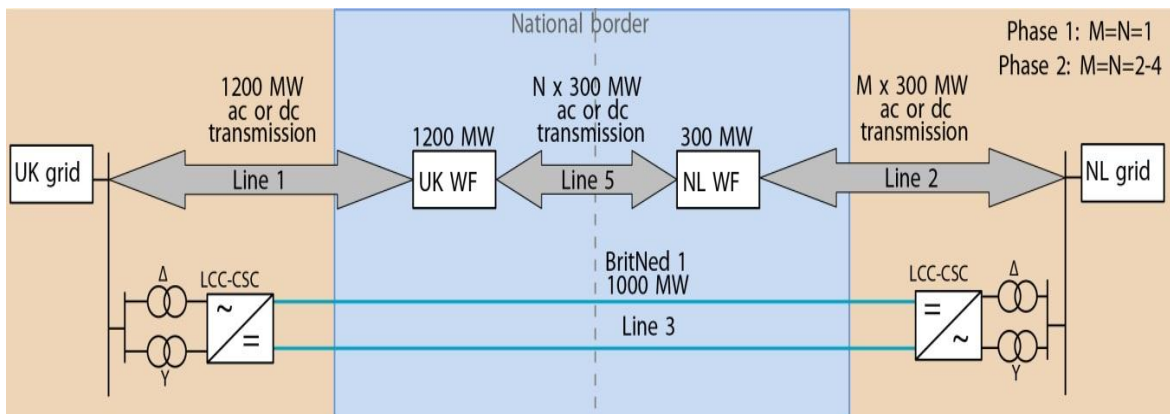 National border
Phase 1: M=N=1
Phase 2: M=N=2-4
1200 MW
ac or dc
transmission
N x 300 MW
ac or dc
transmission
M x 300 MW
ac or dc
transmission
1200 MW
300 MW
UK grid
Line 1
UK WF
Line 5
NL WF
Line 2
NL grid
BritNed 1
1000 MW
Δ
LCC-CSC
~
=
Y
Line 3
LCC-CSC
=
~
Δ
Y